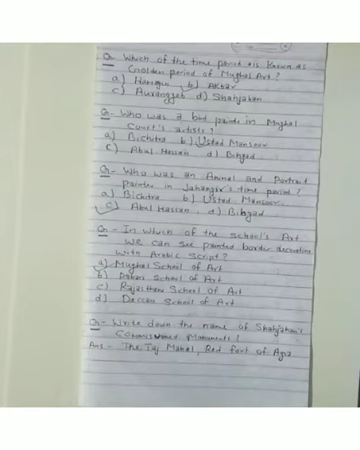 Q- Which of the time period is known as
Golden period of Mughal Art?
a) Humayun b) Akbar
c) Aurangzeb d) Shahjahan
Q- Who was a bird painter in Mughal
Court's artists?
a) Bichitra b) Ustad Mansoor
c) Abul Hassan d) Bihzad
Q- Who was an Animal and Portrait
Painter in Jahangir's time period?
a) Bichitra b) Ustad Mansoor
c) Abul Hassan d) Bihzad
Q- In which of the school's Art
we can see painted border decoration
with Arabic script?
a) Mughal School of Art
b) School of Art
c) Rajasthani School of Art
d) Deccan School of Art
Q- Write down the name of Shahjahan's
Commissioned Monuments?
Ans - The Taj Mahal, Red fort of Agra